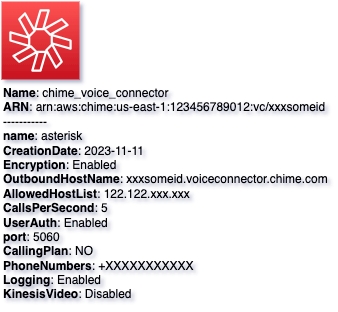 Name: chime_voice_connector
ARN: arn:aws:chime:us-east-1:123456789012:vc/xxxsomeid
-----------
name: asterisk
CreationDate: 2023-11-11
Encryption: Enabled
OutboundHostName: xxxsomeid.voiceconnector.chime.com
AllowedHostList: 122.122.xxx.xxx
CallsPerSecond: 5
UserAuth: Enabled
port: 5060
CallingPlan: NO
PhoneNumbers: +XXXXXXXXXXX
Logging: Enabled
KinesisVideo: Disabled